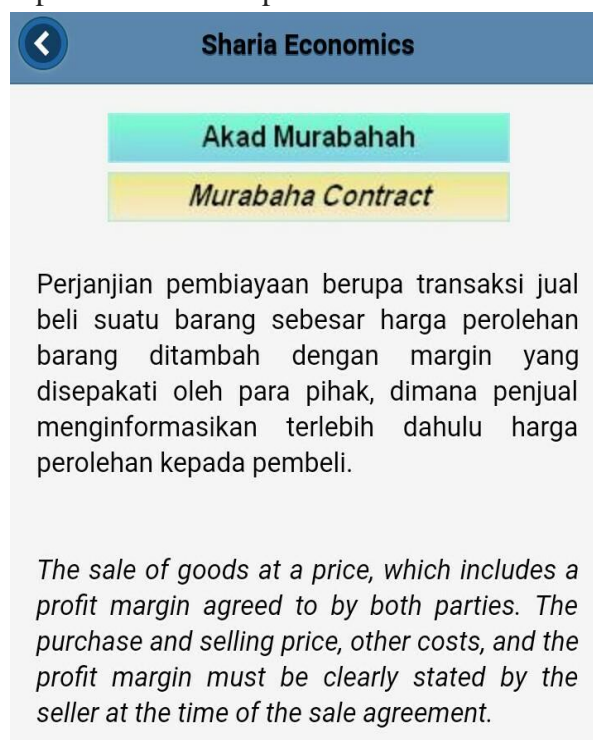 Sharia Economics
Akad Murabahah
Murabaha Contract
Perjanjian pembiayaan berupa transaksi jual
beli suatu barang sebesar harga perolehan
barang ditambah dengan margin yang
disepakati oleh para pihak, dimana penjual
menginformasikan terlebih dahulu harga
perolehan kepada pembeli.
The sale of goods at a price, which includes a
profit margin agreed to by both parties. The
purchase and selling price, other costs, and the
profit margin must be clearly stated by the
seller at the time of the sale agreement.